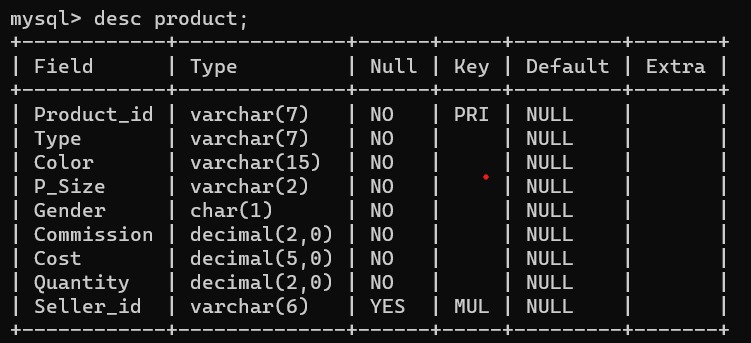 mysql> desc product;
+------------+--------------+------+-----+---------+-------+
| Field      | Type         | Null | Key | Default | Extra |
+------------+--------------+------+-----+---------+-------+
| Product_id | varchar(7)   | NO   | PRI | NULL    |       |
| Type       | varchar(7)   | NO   |     | NULL    |       |
| Color      | varchar(15)  | NO   |     | NULL    |       |
| P_Size     | varchar(2)   | NO   |     | NULL    |       |
| Gender     | char(1)      | NO   |     | NULL    |       |
| Commission | decimal(2,0) | NO   |     | NULL    |       |
| Cost       | decimal(5,0) | NO   |     | NULL    |       |
| Quantity   | decimal(2,0) | NO   |     | NULL    |       |
| Seller_id  | varchar(6)   | YES  | MUL | NULL    |       |
+------------+--------------+------+-----+---------+-------+